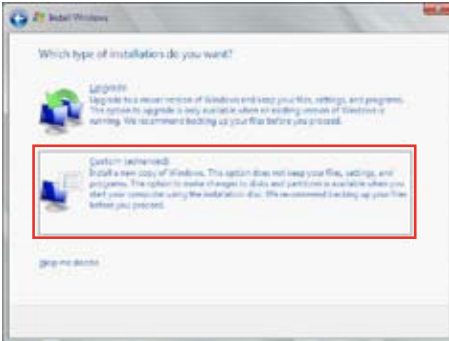 Install Windows
Which type of installation do you want?
Upgrade
Upgrade to a newer version of Windows and keep your files, settings, and programs.
The option to upgrade is only available when an existing version of Windows is
running. We recommend backing up your files before you proceed.
Custom (advanced)
Install a new copy of Windows. This option does not keep your files, settings, and
programs. The option to make changes to disks and partitions is available when you
start your computer using the installation disc. We recommend backing up your files
before you proceed.
Help me decide